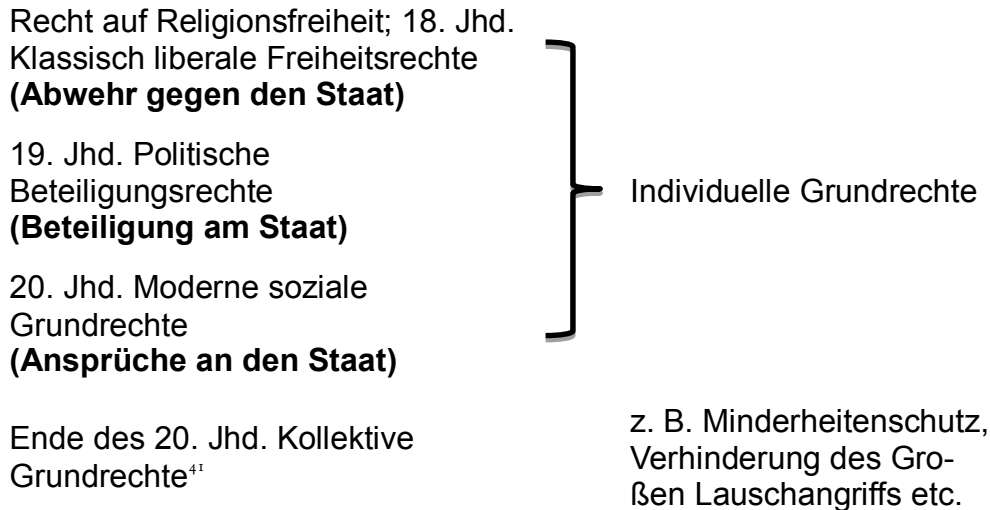 Recht auf Religionsfreiheit; 18. Jhd.
Klassisch liberale Freiheitsrechte
(Abwehr gegen den Staat)
19. Jhd. Politische
Beteiligungsrechte
(Beteiligung am Staat)
Individuelle Grundrechte
20. Jhd. Moderne soziale
Grundrechte
(Ansprüche an den Staat)
Ende des 20. Jhd. Kollektive
Grundrechte⁴¹
z. B. Minderheitenschutz,
Verhinderung des Gro-
ßen Lauschangriffs etc.